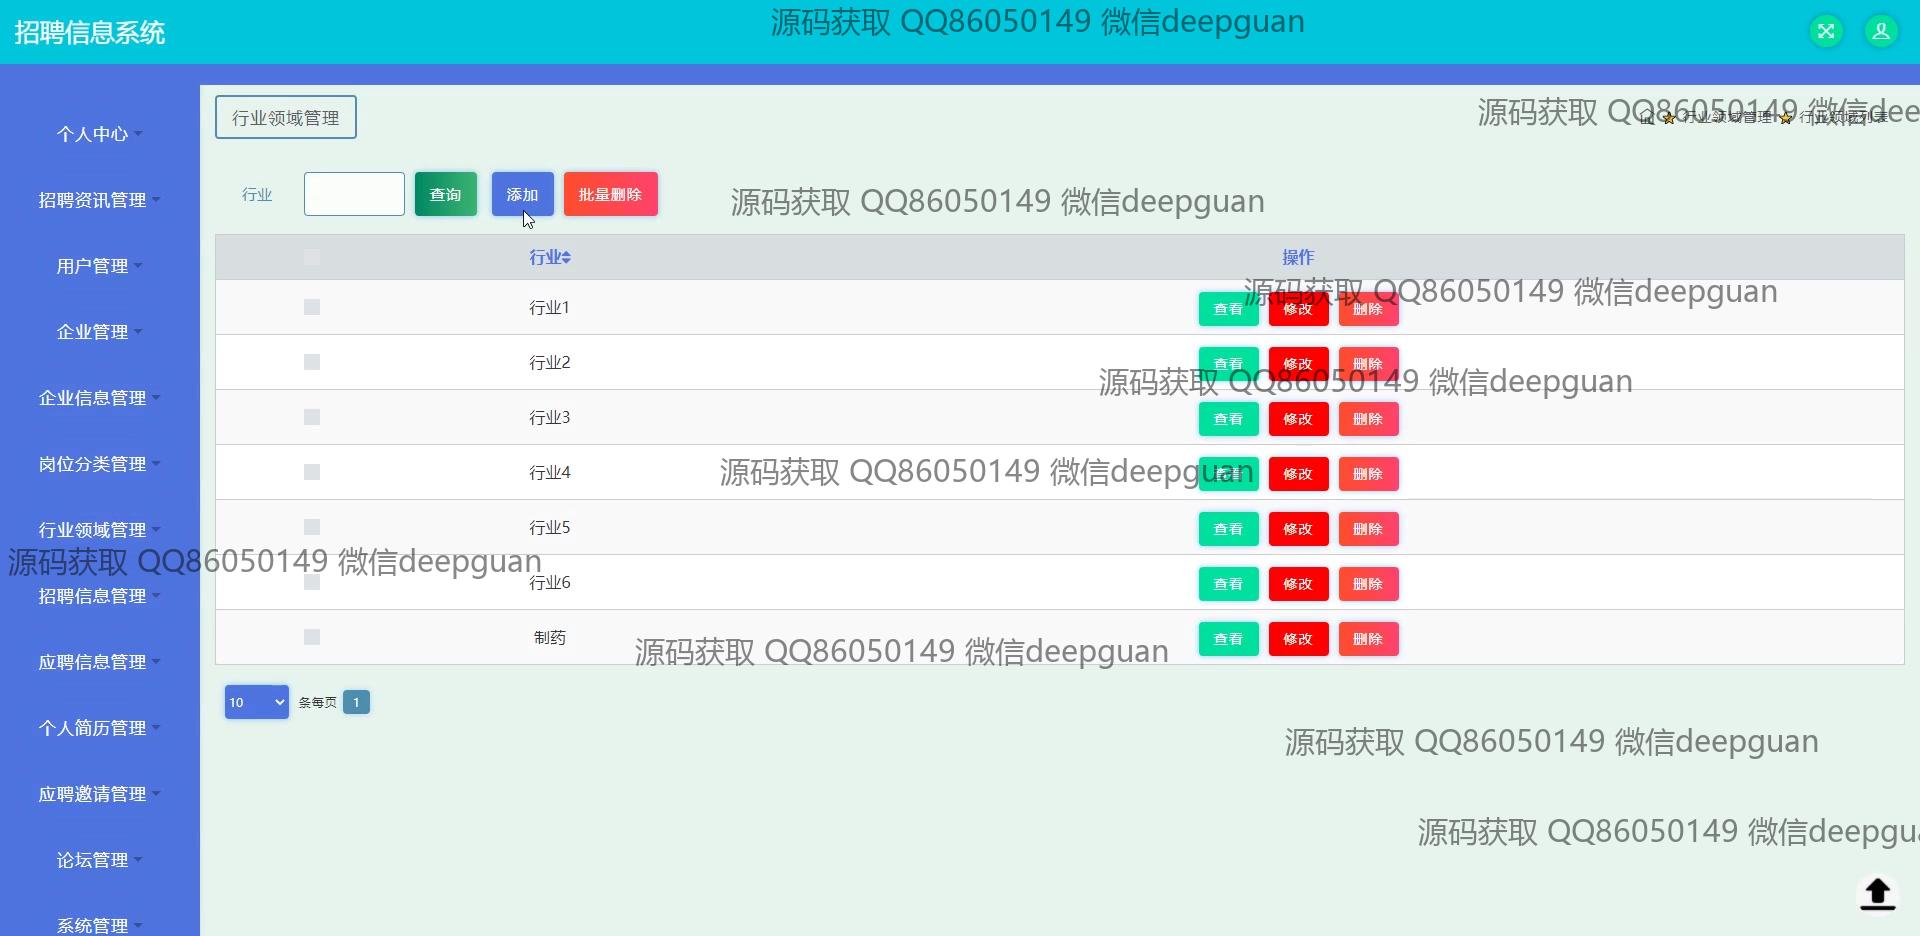 招聘信息系统
源码获取 QQ86050149 微信deepguan
个人中心
招聘资讯管理
用户管理
企业管理
企业信息管理
岗位分类管理
行业领域管理
招聘信息管理
应聘信息管理
个人简历管理
应聘邀请管理
论坛管理
系统管理
行业领域管理
源码获取 QQ86050149 微信dee
行业领域管理 行业领域列表
行业 查询 添加 批量删除
源码获取 QQ86050149 微信deepguan
行业 操作
源码获取 QQ86050149 微信deepguan
行业1 查看 修改 删除
行业2 查看 修改 删除
源码获取 QQ86050149 微信deepguan
行业3 查看 修改 删除
行业4 查看 修改 删除
源码获取 QQ86050149 微信deepguan
行业5 查看 修改 删除
源码获取 QQ86050149 微信deepguan
行业6 查看 修改 删除
制药 查看 修改 删除
源码获取 QQ86050149 微信deepguan
10 条每页 1
源码获取 QQ86050149 微信deepguan
源码获取 QQ86050149 微信deepgu